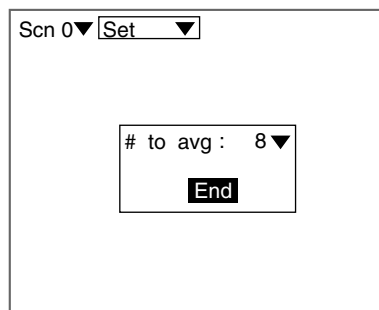 Scn 0▼ Set ▼
# to avg : 8▼
End